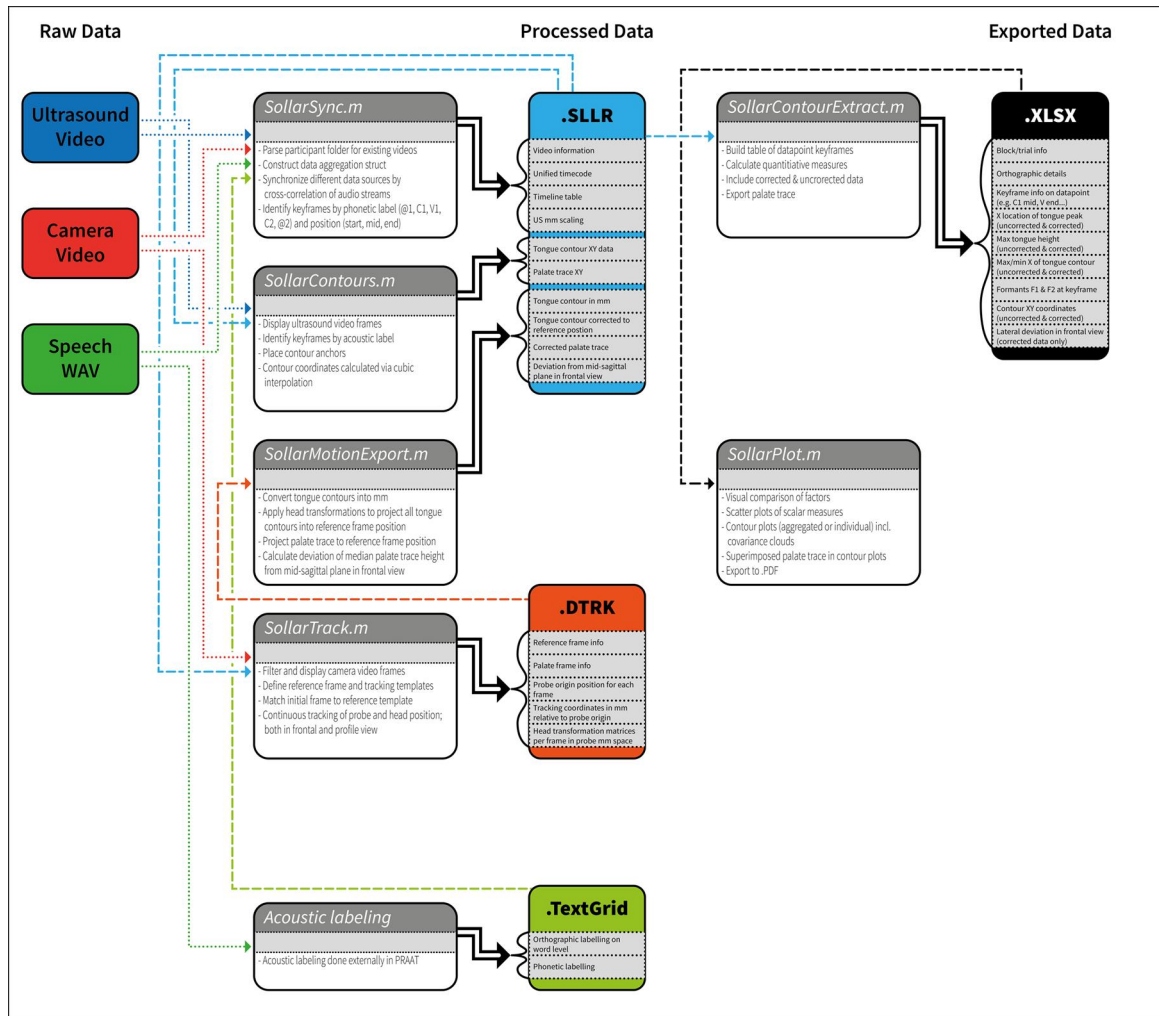 Raw Data
Processed Data
Exported Data
Ultrasound
Video
Camera
Video
Speech
WAV
SollarSync.m
- Parse participant folder for existing videos
- Construct data aggregation struct
- Synchronize different data sources by
cross-correlation of audio streams
- Identify keyframes by phonetic label (@1, C1, V1,
C2, @2) and position (start, mid, end)
SollarContours.m
- Display ultrasound video frames
- Identify keyframes by acoustic label
- Place contour anchors
- Contour coordinates calculated via cubic
interpolation
SollarMotionExport.m
- Convert tongue contours into mm
- Apply head transformations to project all tongue
contours into reference frame position
- Project palate trace to reference frame position
- Calculate deviation of median palate trace height
from mid-sagittal plane in frontal view
SollarTrack.m
- Filter and display camera video frames
- Define reference frame and tracking templates
- Match initial frame to reference template
- Continuous tracking of probe and head position;
both in frontal and profile view
Acoustic labeling
- Acoustic labeling done externally in PRAAT
.SLLR
Video information
Unified timecode
Timeline table
US mm scaling
Tongue contour XY data
Palate trace XY
Tongue contour in mm
Tongue contour corrected to
reference postion
Corrected palate trace
Deviation from mid-sagittal
plane in frontal view
.DTRK
Reference frame info
Palate frame info
Probe origin position for each
frame
Tracking coordinates in mm
relative to probe origin
Head transformation matrices
per frame in probe mm space
.TextGrid
Orthographic labelling on
word level
Phonetic labelling
SollarContourExtract.m
- Build table of datapoint keyframes
- Calculate quantitiative measures
- Include corrected & uncrorected data
- Export palate trace
SollarPlot.m
- Visual comparison of factors
- Scatter plots of scalar measures
- Contour plots (aggregated or individual) incl.
covariance clouds
- Superimposed palate trace in contour plots
- Export to .PDF
.XLSX
Block/trial info
Orthographic details
Keyframe info on datapoint
(e.g. C1 mid, V end...)
X location of tongue peak
(uncorrected & corrected)
Max tongue height
(uncorrected & corrected)
Max/min X of tongue contour
(uncorrected & corrected)
Formants F1 & F2 at keyframe
Contour XY coordinates
(uncorrected & corrected)
Lateral deviation in frontal view
(corrected data only)